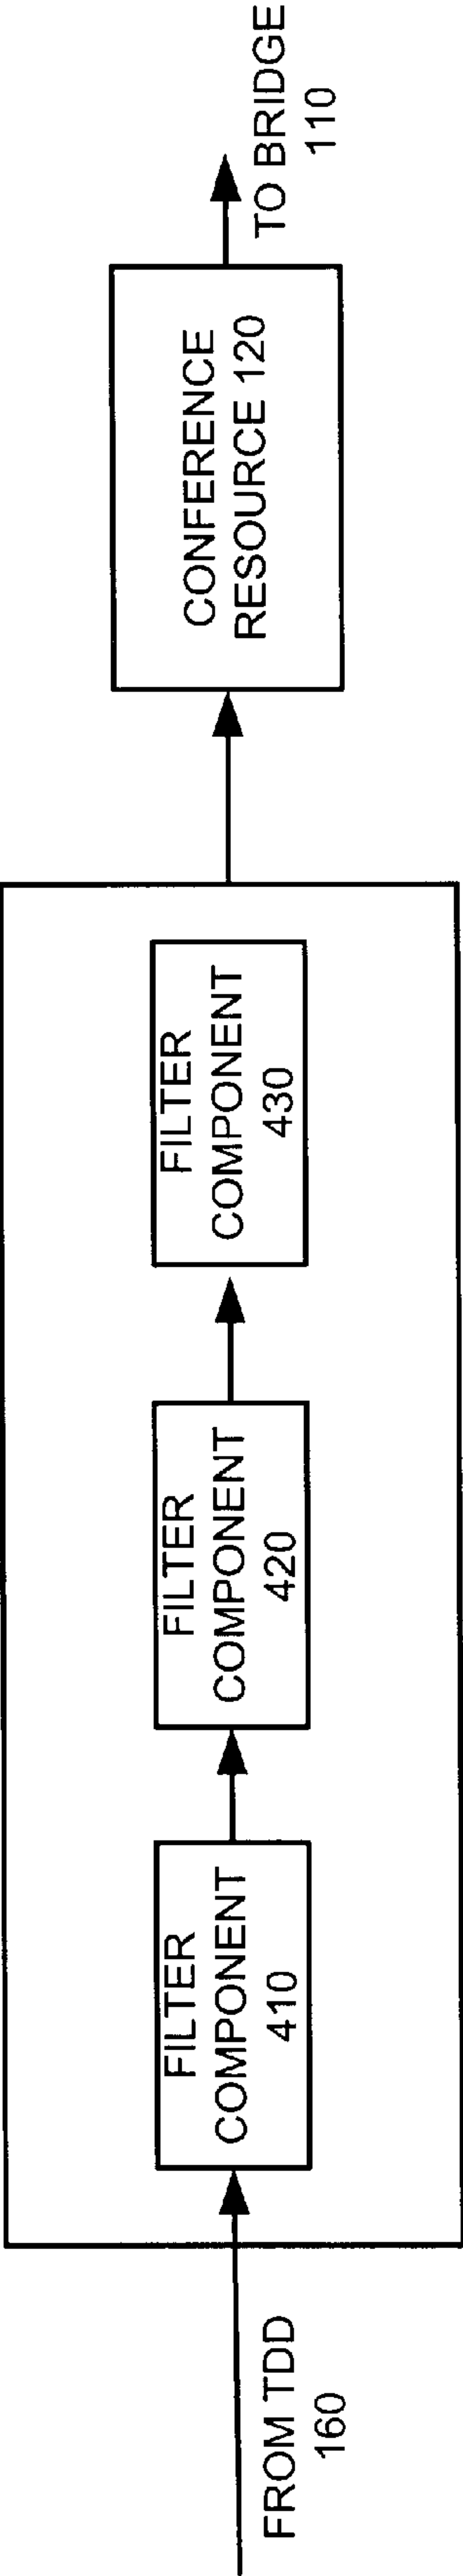 FROM TDD
160
FILTER
COMPONENT
410
FILTER
COMPONENT
420
FILTER
COMPONENT
430
CONFERENCE
RESOURCE 120
TO BRIDGE
110